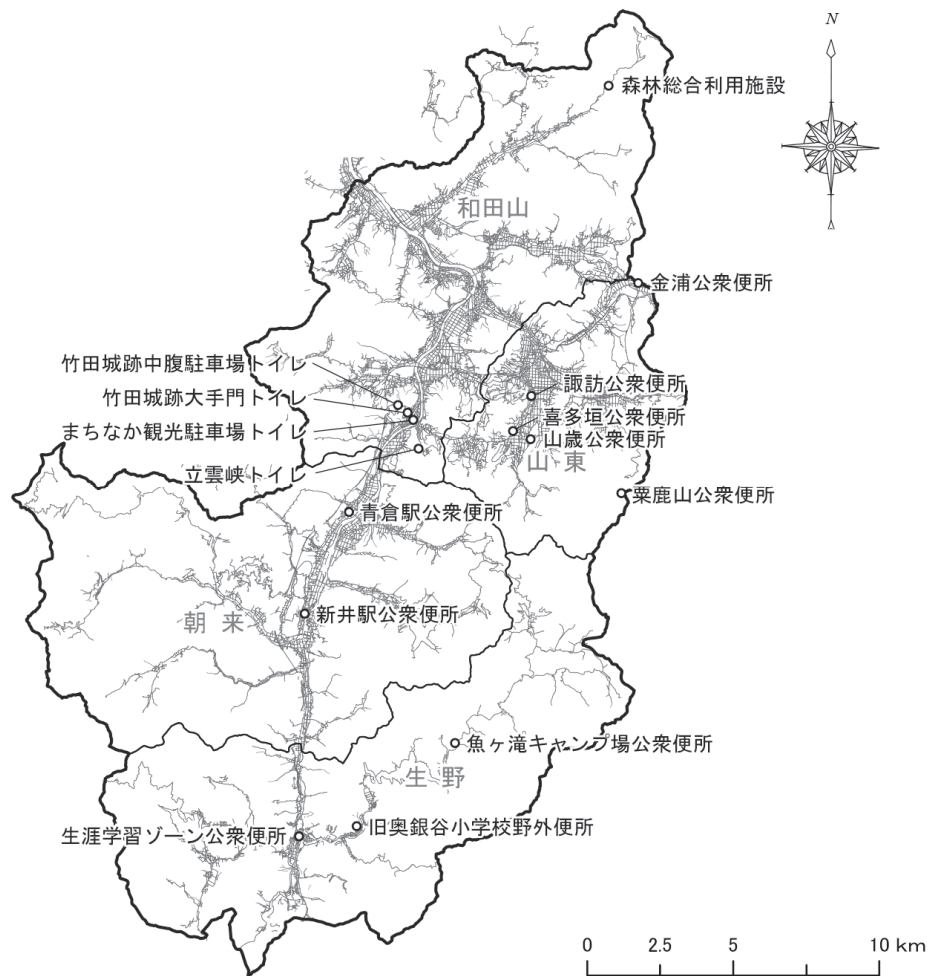 N
森林総合利用施設
和田山
金浦公衆便所
竹田城跡中腹駐車場トイレ
竹田城跡大手門トイレ
まちなか観光駐車場トイレ
立雲峡トイレ
諏訪公衆便所
喜多垣公衆便所
山歳公衆便所
山東
粟鹿山公衆便所
青倉駅公衆便所
新井駅公衆便所
朝来
魚ヶ滝キャンプ場公衆便所
生野
旧奥銀谷小学校野外便所
生涯学習ゾーン公衆便所
0 2.5 5 10 km